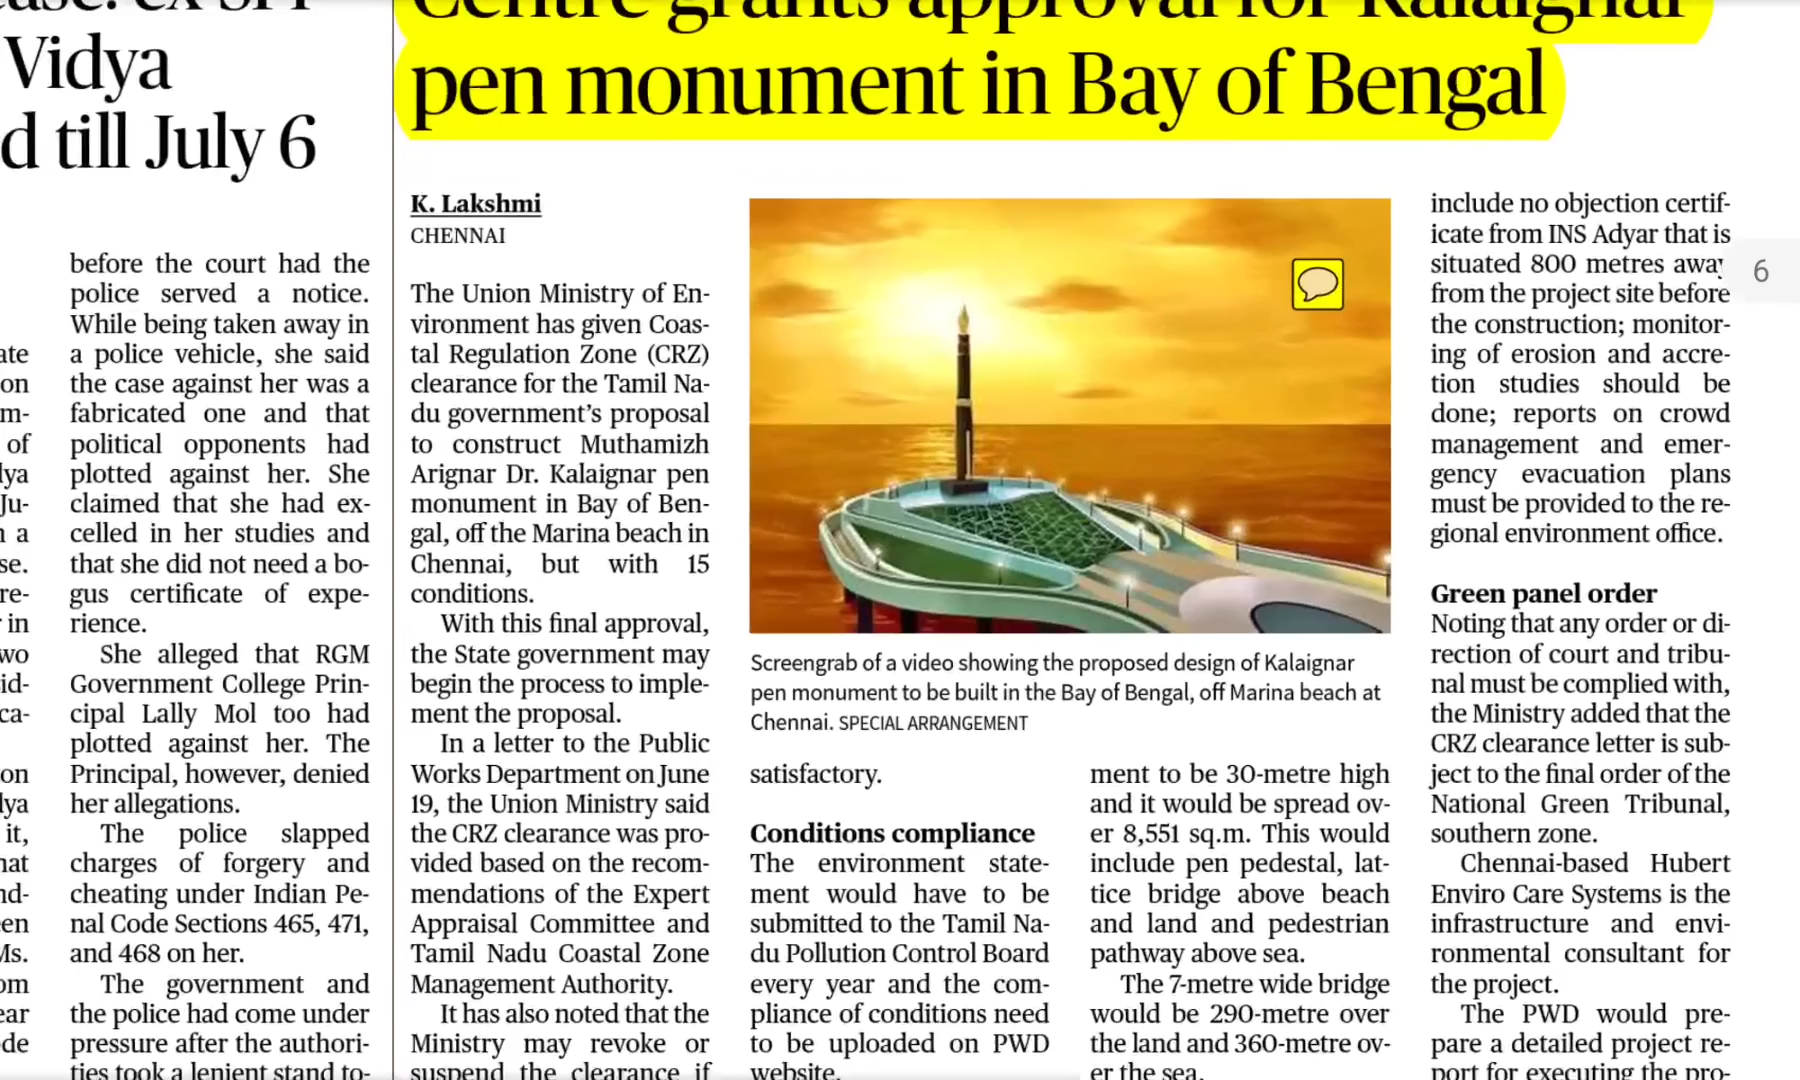 Vidya
d till July 6
before the court had the
police served a notice.
While being taken away in
a police vehicle, she said
the case against her was a
fabricated one and that
political opponents had
plotted against her. She
claimed that she had ex-
celled in her studies and
that she did not need a bo-
gus certificate of expe-
rience.
She alleged that RGM
Government College Prin-
cipal Lally Mol too had
plotted against her. The
Principal, however, denied
her allegations.
The police slapped
charges of forgery and
cheating under Indian Pe-
nal Code Sections 465, 471,
and 468 on her.
The government and
the police had come under
pressure after the authori-
ties took a lenient stand to-
Centre grants approval for Kalaignar
pen monument in Bay of Bengal
K. Lakshmi
CHENNAI
The Union Ministry of En-
vironment has given Coas-
tal Regulation Zone (CRZ)
clearance for the Tamil Na-
du government's proposal
to construct Muthamizh
Arignar Dr. Kalaignar pen
monument in Bay of Ben-
gal, off the Marina beach in
Chennai, but with 15
conditions.
With this final approval,
the State government may
begin the process to imple-
ment the proposal.
In a letter to the Public
Works Department on June
19, the Union Ministry said
the CRZ clearance was pro-
vided based on the recom-
mendations of the Expert
Appraisal Committee and
Tamil Nadu Coastal Zone
Management Authority.
It has also noted that the
Ministry may revoke or
suspend the clearance if
Screengrab of a video showing the proposed design of Kalaignar
pen monument to be built in the Bay of Bengal, off Marina beach at
Chennai. SPECIAL ARRANGEMENT
satisfactory.
Conditions compliance
The environment state-
ment would have to be
submitted to the Tamil Na-
du Pollution Control Board
every year and the com-
pliance of conditions need
to be uploaded on PWD
website.
ment to be 30-metre high
and it would be spread ov-
er 8,551 sq.m. This would
include pen pedestal, lat-
tice bridge above beach
and land and pedestrian
pathway above sea.
The 7-metre wide bridge
would be 290-metre over
the land and 360-metre ov-
er the sea.
include no objection certif-
icate from INS Adyar that is
situated 800 metres away
from the project site before
the construction; monitor-
ing of erosion and accre-
tion studies should be
done; reports on crowd
management and emer-
gency evacuation plans
must be provided to the re-
gional environment office.
Green panel order
Noting that any order or di-
rection of court and tribu-
nal must be complied with,
the Ministry added that the
CRZ clearance letter is sub-
ject to the final order of the
National Green Tribunal,
southern zone.
Chennai-based Hubert
Enviro Care Systems is the
infrastructure and envi-
ronmental consultant for
the project.
The PWD would pre-
pare a detailed project re-
port for executing the pro-
6